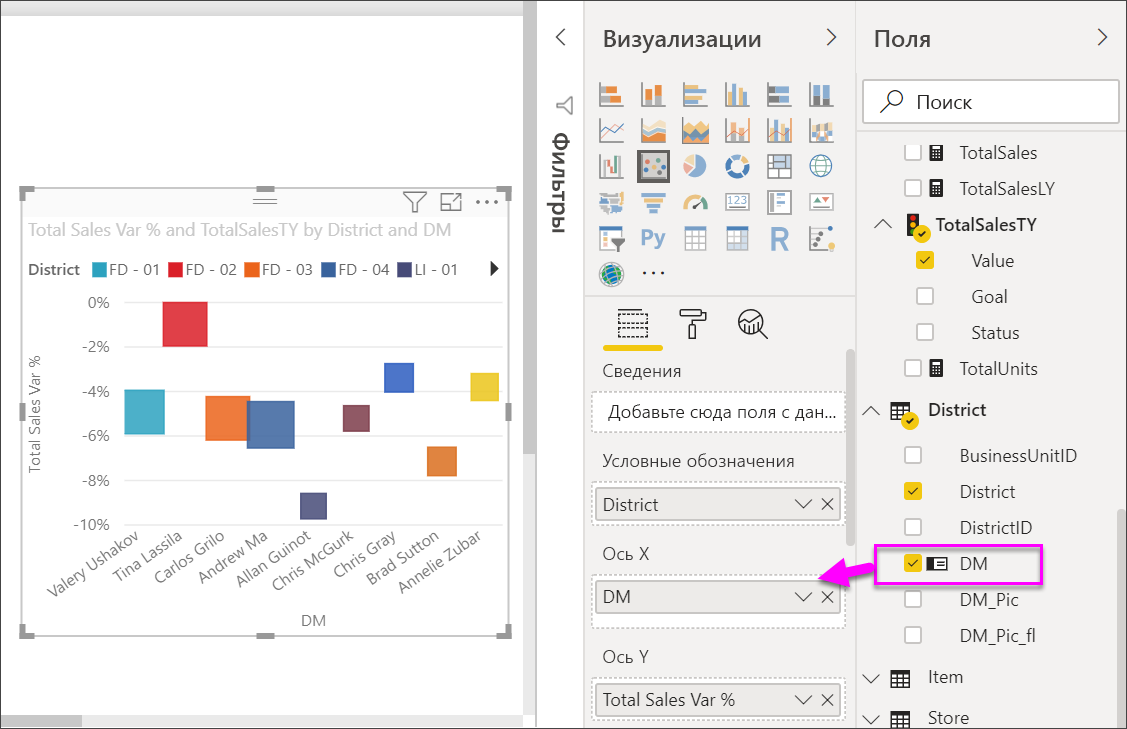 Total Sales Var % and TotalSalesTY by District and DM
District FD - 01 FD - 02 FD - 03 FD - 04 LI - 01
0%
-2%
-4%
-6%
-8%
-10%
Total Sales Var %
Valery Ushakov
Tina Lassila
Carlos Grilo
Andrew Ma
Allan Guinot
Chris McGurk
Chris Gray
Brad Sutton
Annelie Zubar
DM
Фильтры
Визуализации
123
Py
R
Сведения
Добавьте сюда поля с дан...
Условные обозначения
District
Ось X
DM
Ось Y
Total Sales Var %
Поля
Поиск
TotalSales
TotalSalesLY
TotalSalesTY
Value
Goal
Status
TotalUnits
District
BusinessUnitID
District
DistrictID
DM
DM_Pic
DM_Pic_fl
Item
Store